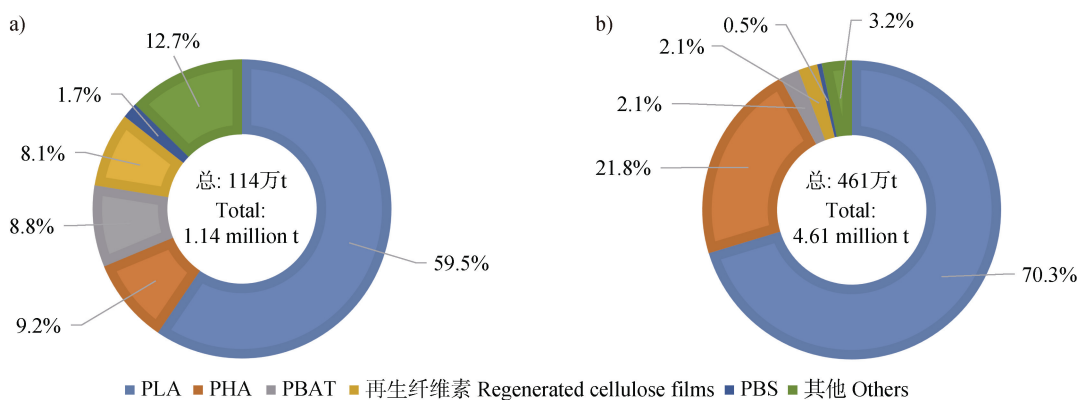 a)
12.7%
1.7%
8.1%
8.8%
9.2%
59.5%
总: 114万t
Total:
1.14 million t
b)
0.5%
3.2%
2.1%
2.1%
21.8%
70.3%
总: 461万t
Total:
4.61 million t
PLA PHA PBAT 再生纤维素 Regenerated cellulose films PBS 其他 Others